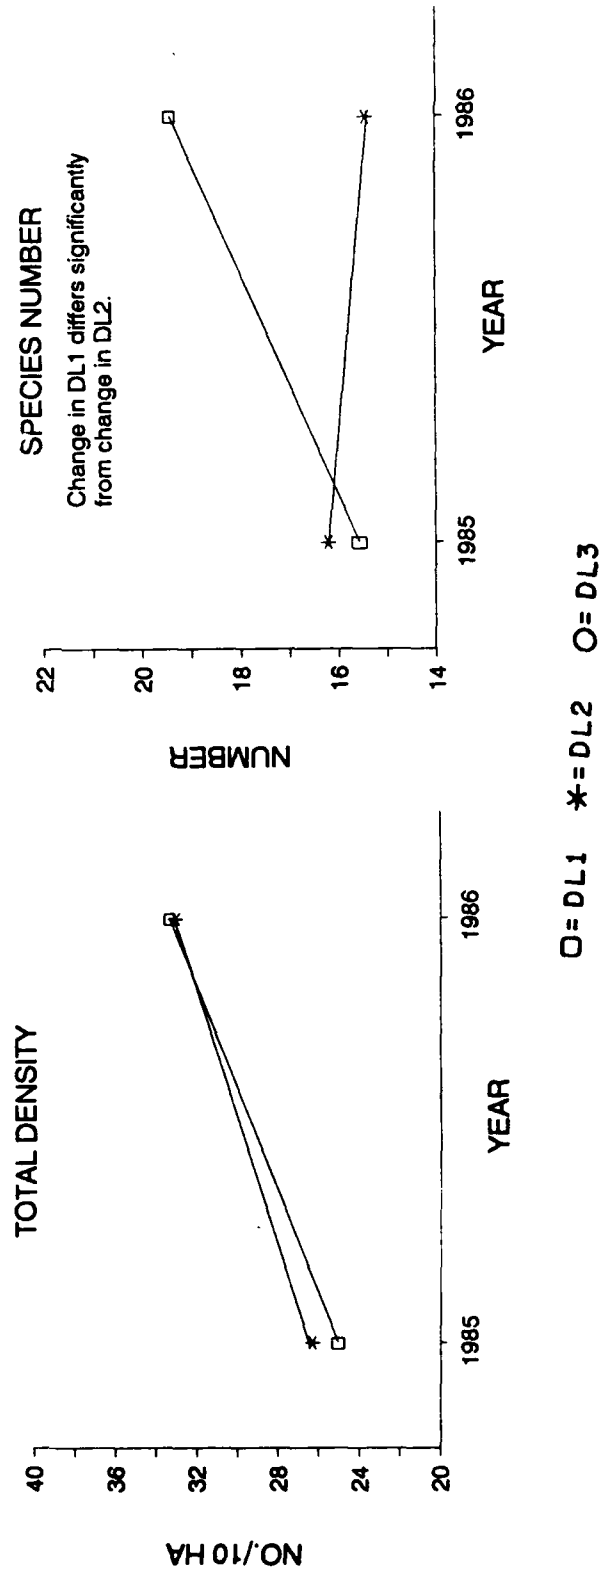 TOTAL DENSITY
NO./10 HA
40
36
32
28
24
20
1985
1986
YEAR
SPECIES NUMBER
Change in DL1 differs significantly
from change in DL2.
NUMBER
22
20
18
16
14
1985
1986
YEAR
□= DL1 *= DL2 O= DL3